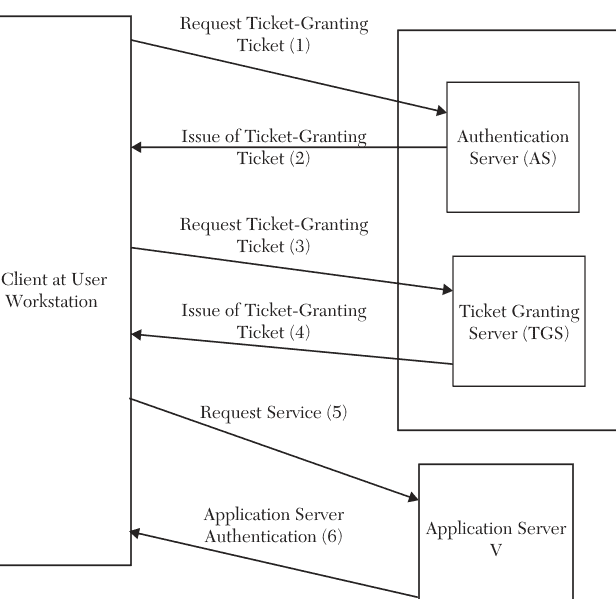 Request Ticket-Granting
Ticket (1)
Issue of Ticket-Granting
Ticket (2)
Authentication
Server (AS)
Request Ticket-Granting
Ticket (3)
Client at User
Workstation
Issue of Ticket-Granting
Ticket (4)
Ticket Granting
Server (TGS)
Request Service (5)
Application Server
Authentication (6)
Application Server
V